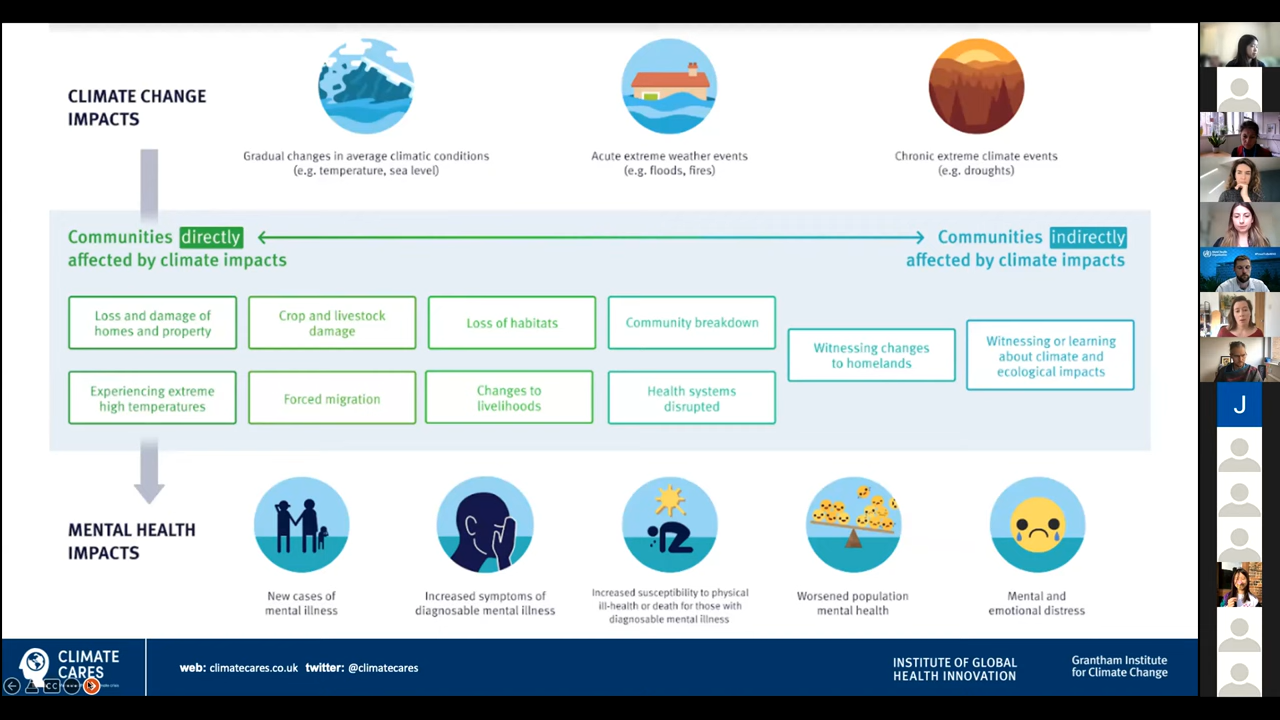 CLIMATE CHANGE
IMPACTS
Gradual changes in average climatic conditions
(e.g. temperature, sea level)
Acute extreme weather events
(e.g. floods, fires)
Chronic extreme climate events
(e.g. droughts)
Communities directly
affected by climate impacts
Communities indirectly
affected by climate impacts
Loss and damage of
homes and property
Crop and livestock
damage
Loss of habitats
Community breakdown
Witnessing changes
to homelands
Witnessing or learning
about climate and
ecological impacts
Experiencing extreme
high temperatures
Forced migration
Changes to
livelihoods
Health systems
disrupted
MENTAL HEALTH
IMPACTS
New cases of
mental illness
Increased symptoms of
diagnosable mental illness
Increased susceptibility to physical
ill-health or death for those with
diagnosable mental illness
Worsened population
mental health
Mental and
emotional distress
CLIMATE
CARES
CC
web: climatecares.co.uk twitter: @climatecares
INSTITUTE OF GLOBAL
HEALTH INNOVATION
Grantham Institute
for Climate Change
J